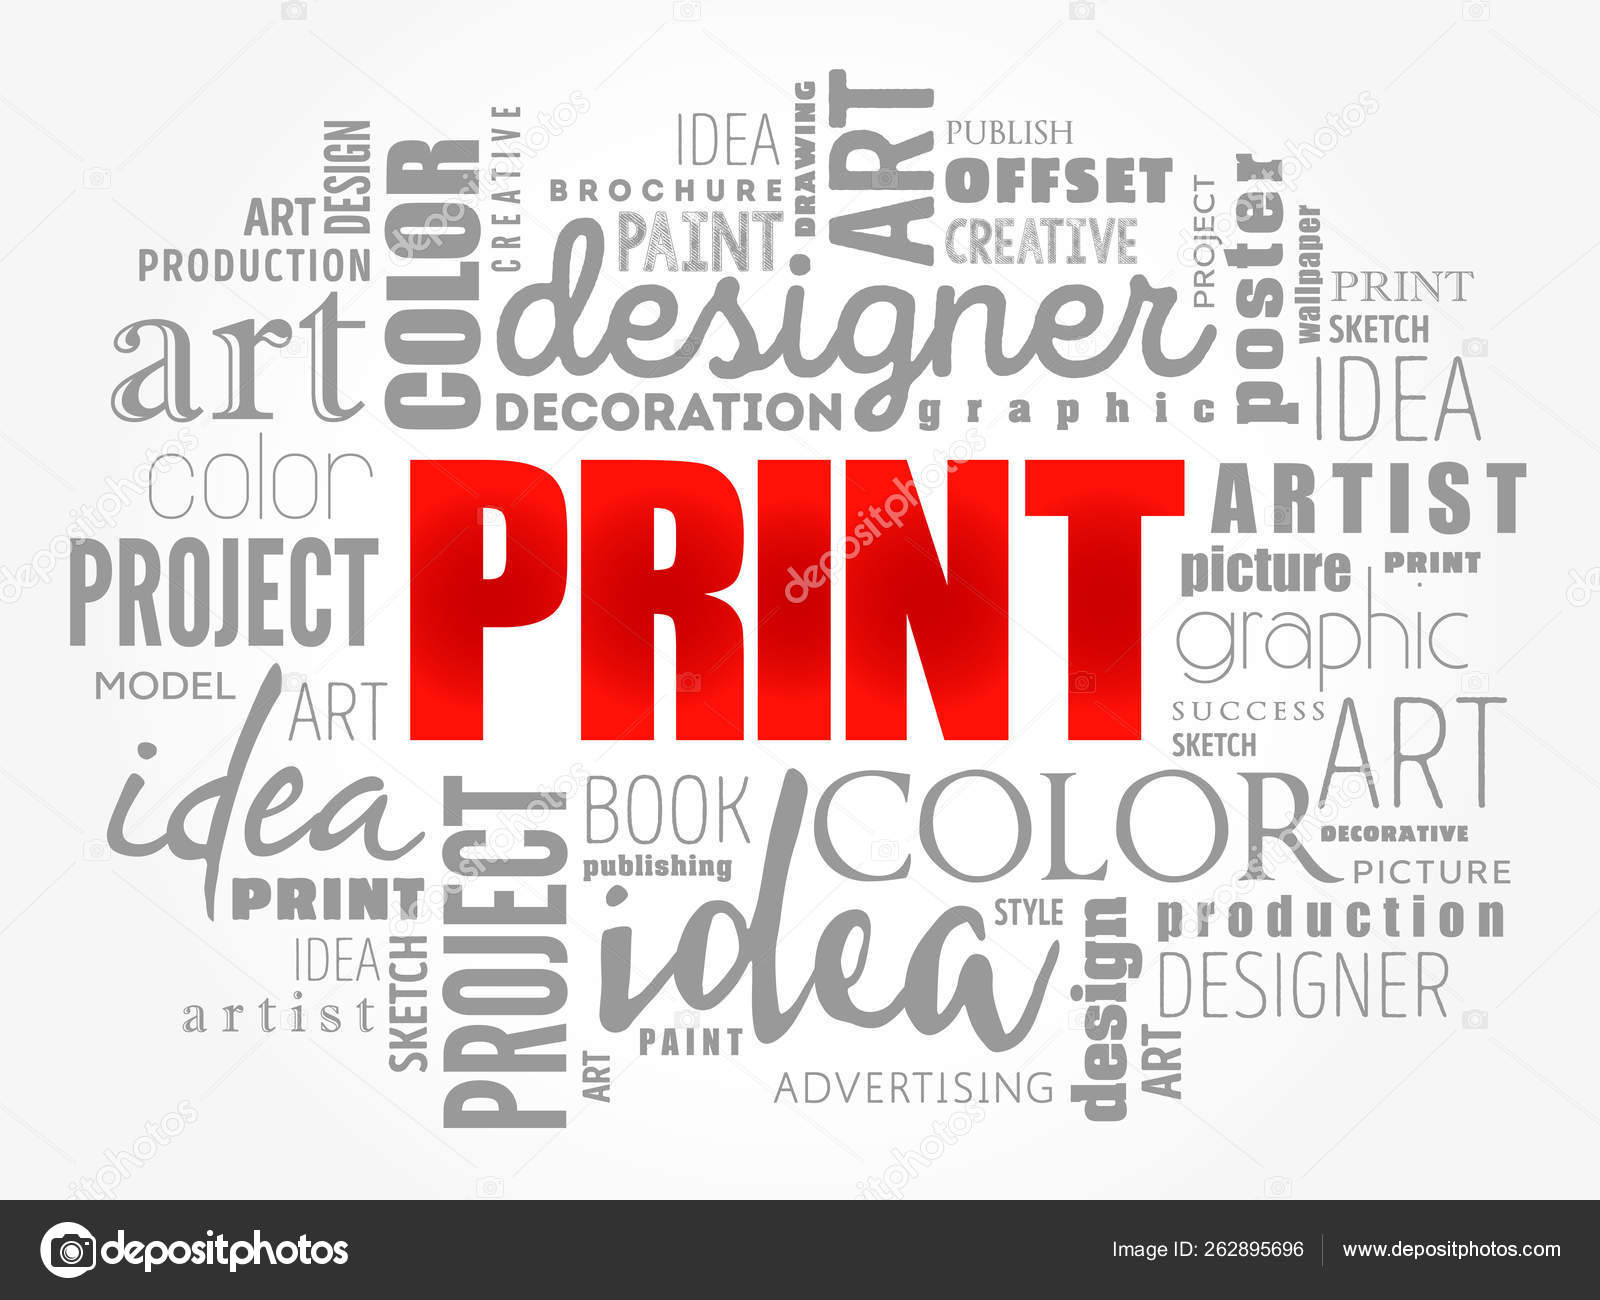 DESIGN
COLOR
CREATIVE
IDEA
DRAWING
ART
PUBLISH
BROCHURE
OFFSET
poster
ART
PAINT
CREATIVE
PROJECT
wallpaper
PRODUCTION
designer
PRINT
art
SKETCH
DECORATION
graphic
IDEA
color
PRINT
ARTIST
PROJECT
picture
PRINT
graphic
MODEL
ART
SUCCESS
ART
SKETCH
idea
PROJECT
BOOK
COLOR
DECORATIVE
publishing
PICTURE
PRINT
idea
STYLE
design
production
IDEA
SKETCH
DESIGNER
artist
PAINT
ART
ART
ADVERTISING
depositphotos
Image ID: 262895696
www.depositphotos.com